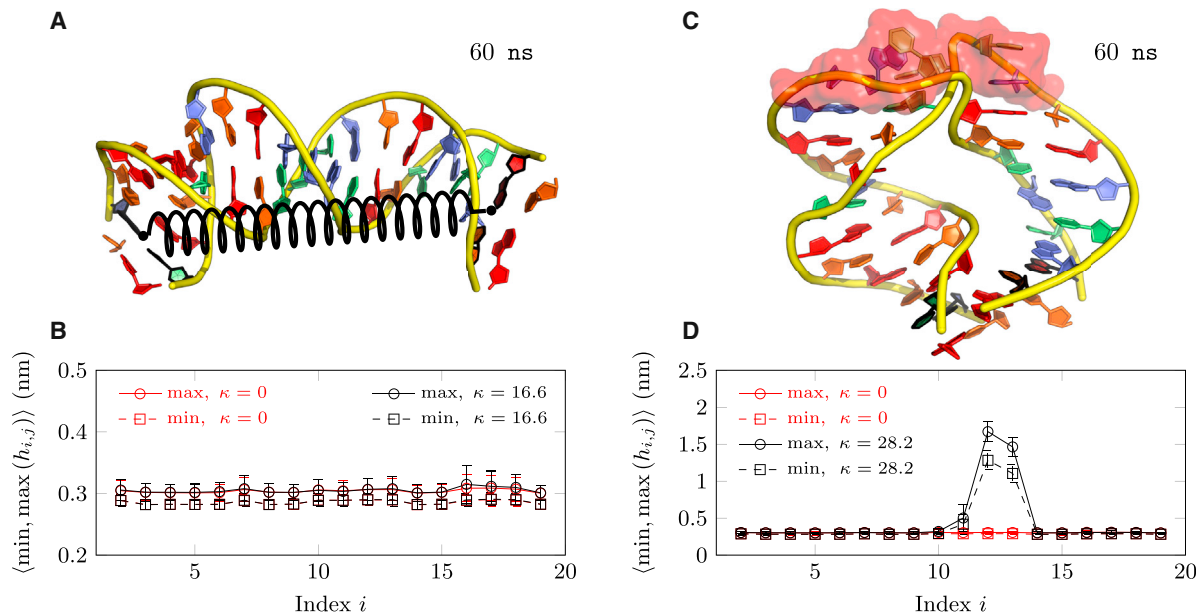 A
60 ns
B
⟨min, max (h_{i,j})⟩ (nm)
0.5
0.4
0.3
0.2
max, κ = 0
min, κ = 0
max, κ = 16.6
min, κ = 16.6
5
10
15
20
Index i
C
60 ns
D
⟨min, max (h_{i,j})⟩ (nm)
2.5
2
1.5
1
0.5
0
max, κ = 0
min, κ = 0
max, κ = 28.2
min, κ = 28.2
5
10
15
20
Index i